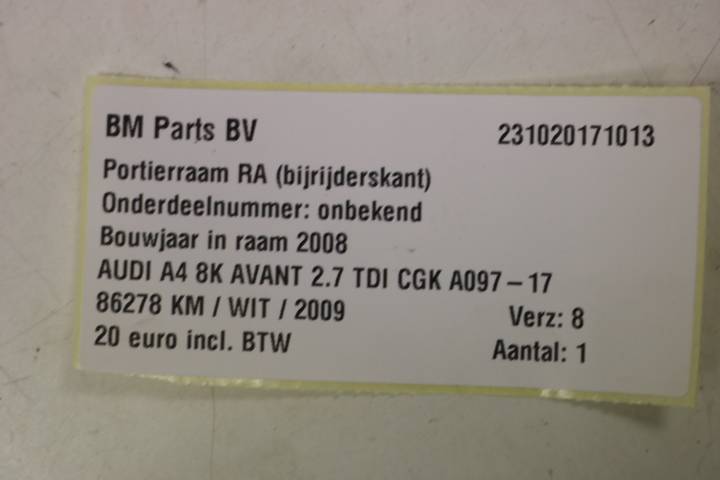 BM Parts BV 231020171013
Portierraam RA (bijrijderskant)
Onderdeelnummer: onbekend
Bouwjaar in raam 2008
AUDI A4 8K AVANT 2.7 TDI CGK A097-17
86278 KM / WIT / 2009 Verz: 8
20 euro incl. BTW Aantal: 1